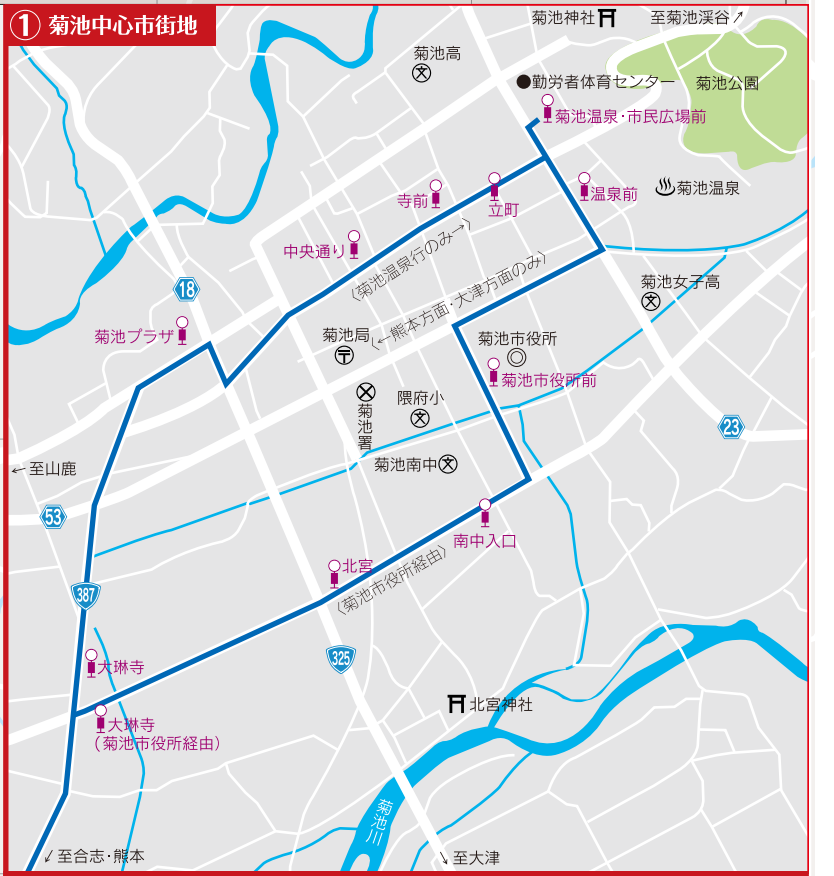 ① 菊池中心市街地
菊池神社
至菊池渓谷↗
菊池高
文
●勤労者体育センター
菊池公園
菊池温泉・市民広場前
寺前
立町
温泉前
菊池温泉
中央通り
〈菊池温泉行のみ→〉
〈←熊本方面・大津方面のみ〉
18
菊池女子高
文
菊池プラザ
菊池局
菊池市役所
菊池市役所前
菊池署
隈府小
文
23
菊池南中文
←至山鹿
53
南中入口
北宮
〈菊池市役所経由〉
387
325
大琳寺
北宮神社
大琳寺
（菊池市役所経由）
菊池川
↙至合志・熊本
↘至大津